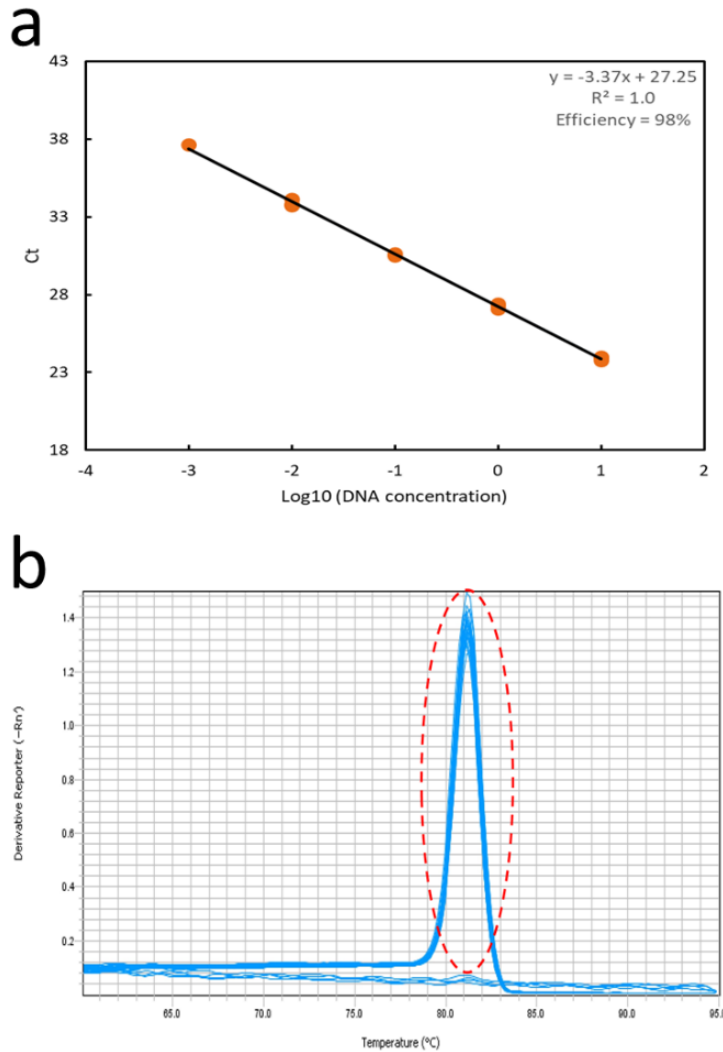 a
43
y = -3.37x + 27.25
R² = 1.0
Efficiency = 98%
38
33
Ct
28
23
18
-4 -3 -2 -1 0 1 2
Log10 (DNA concentration)
b
1.4
1.2
1.0
Derivative Reporter (−Rn')
0.8
0.6
0.4
0.2
65.0 70.0 75.0 80.0 85.0 90.0 95.0
Temperature (°C)